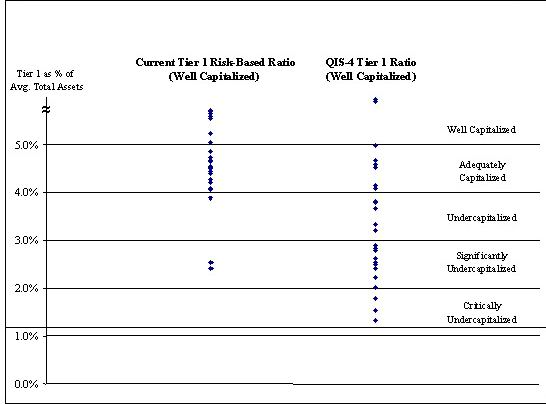 Current Tier 1 Risk-Based Ratio
(Well Capitalized)
QIS-4 Tier 1 Ratio
(Well Capitalized)
Tier 1 as % of
Avg. Total Assets
≈
Well Capitalized
5.0%
Adequately
Capitalized
4.0%
Undercapitalized
3.0%
Significantly
Undercapitalized
2.0%
Critically
Undercapitalized
1.0%
0.0%